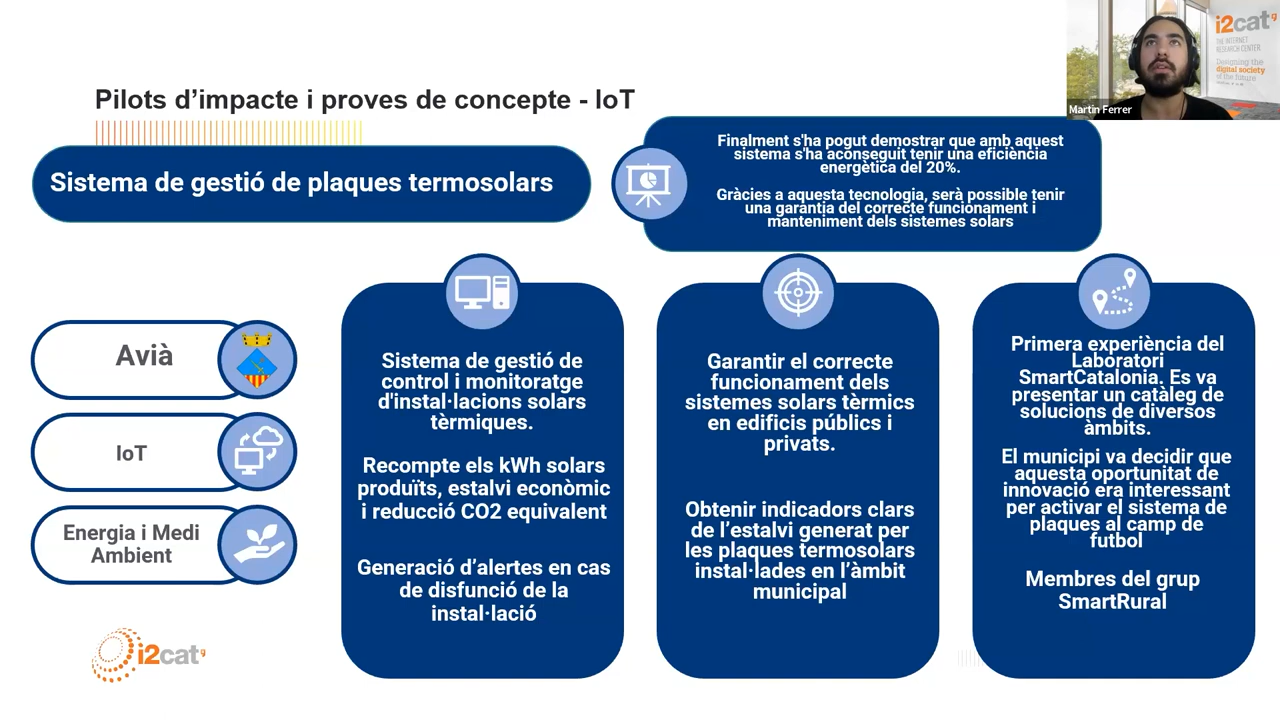 Pilots d’impacte i proves de concepte - IoT
i2cat
THE INTERNET
RESEARCH CENTER
Designing the
digital society
of the future
Martin Ferrer
Sistema de gestió de plaques termosolars
Finalment s'ha pogut demostrar que amb aquest
sistema s'ha aconseguit tenir una eficiència
energètica del 20%.
Gràcies a aquesta tecnologia, serà possible tenir
una garantia del correcte funcionament i
manteniment dels sistemes solars
Avià
IoT
Energia i Medi
Ambient
Sistema de gestió de
control i monitoratge
d'instal·lacions solars
tèrmiques.
Recompte els kWh solars
produïts, estalvi econòmic
i reducció CO2 equivalent
Generació d’alertes en cas
de disfunció de la
instal·lació
Garantir el correcte
funcionament dels
sistemes solars tèrmics
en edificis públics i
privats.
Obtenir indicadors clars
de l’estalvi generat per
les plaques termosolars
instal·lades en l’àmbit
municipal
Primera experiència del
Laboratori
SmartCatalonia. Es va
presentar un catàleg de
solucions de diversos
àmbits.
El municipi va decidir que
aquesta oportunitat de
innovació era interessant
per activar el sistema de
plaques al camp de
futbol
Membres del grup
SmartRural
i2cat